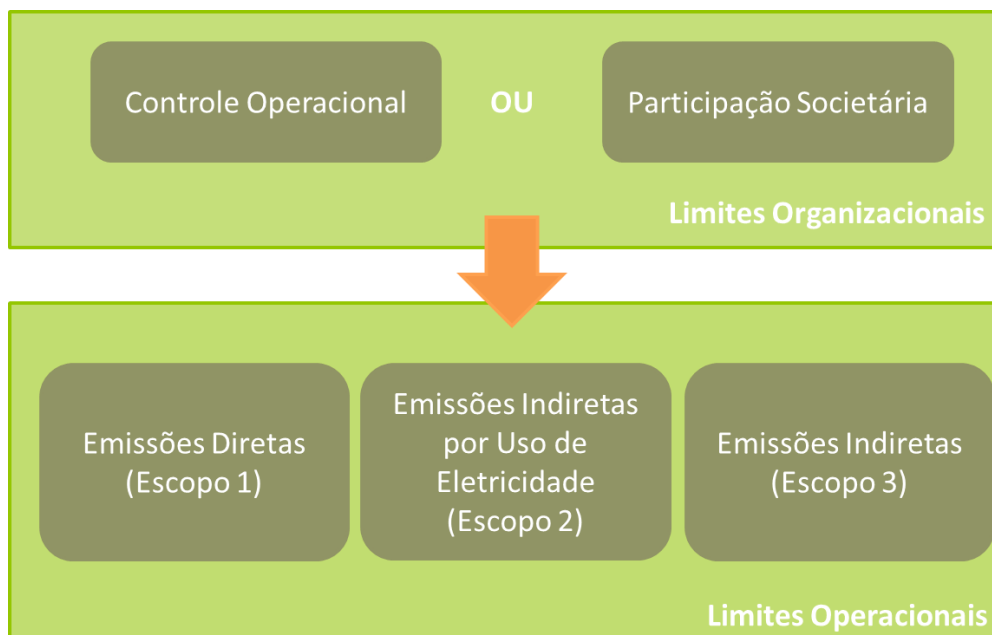 Controle Operacional
OU
Participação Societária
Limites Organizacionais
Emissões Diretas
(Escopo 1)
Emissões Indiretas
por Uso de
Eletricidade
(Escopo 2)
Emissões Indiretas
(Escopo 3)
Limites Operacionais